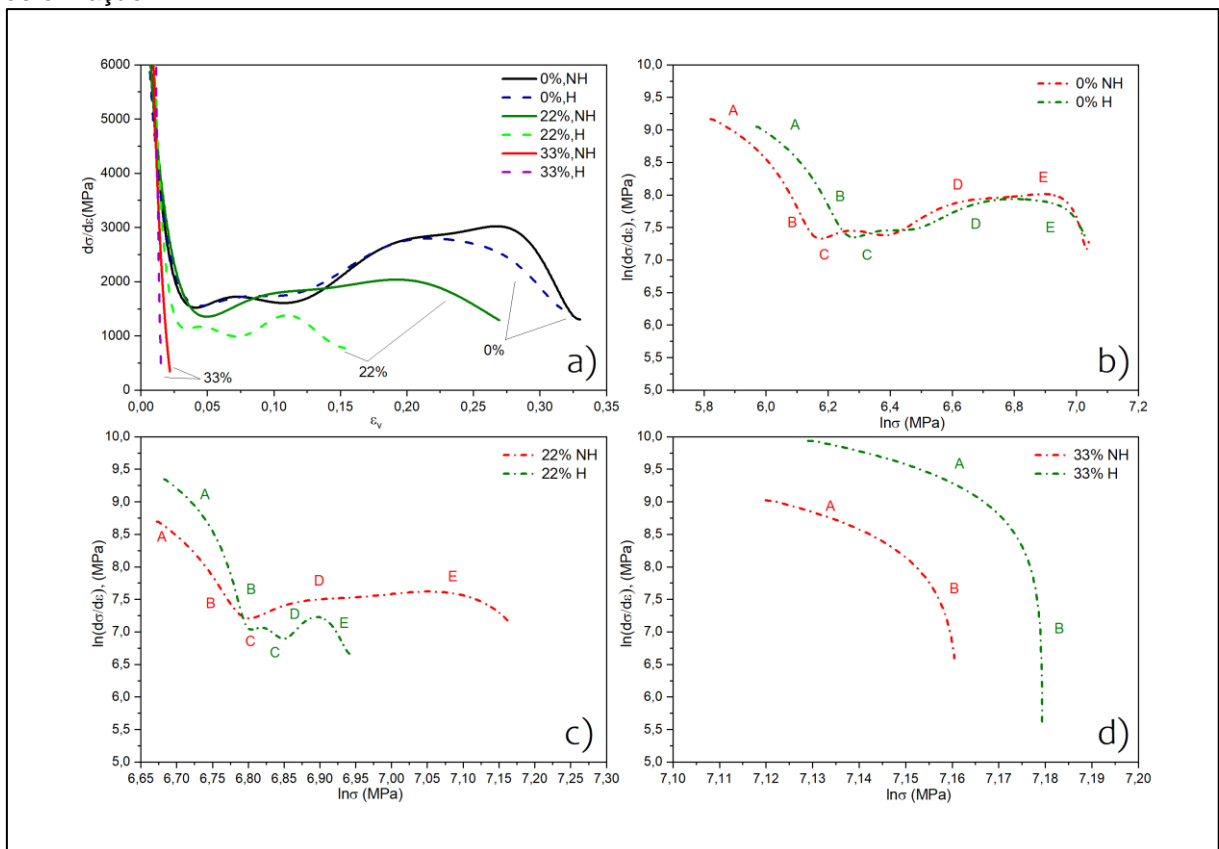 6000
5000
4000
3000
2000
1000
0
dσ/dε(MPa)
0%,NH
0%,H
22%,NH
22%,H
33%,NH
33%,H
33%
22%
0%
a)
0,00 0,05 0,10 0,15 0,20 0,25 0,30 0,35
εv
10,0
9,5
9,0
8,5
8,0
7,5
7,0
6,5
6,0
5,5
5,0
ln(dσ/dε), (MPa)
0% NH
0% H
A
A
B
B
C
C
D
D
E
E
b)
5,8 6,0 6,2 6,4 6,6 6,8 7,0 7,2
lnσ (MPa)
10,0
9,5
9,0
8,5
8,0
7,5
7,0
6,5
6,0
5,5
5,0
ln(dσ/dε), (MPa)
22% NH
22% H
A
A
B
B
C
C
D
D
E
E
c)
6,65 6,70 6,75 6,80 6,85 6,90 6,95 7,00 7,05 7,10 7,15 7,20 7,25 7,30
lnσ (MPa)
10,0
9,5
9,0
8,5
8,0
7,5
7,0
6,5
6,0
5,5
5,0
ln(dσ/dε), (MPa)
33% NH
33% H
A
A
B
B
d)
7,10 7,11 7,12 7,13 7,14 7,15 7,16 7,17 7,18 7,19 7,20
lnσ (MPa)